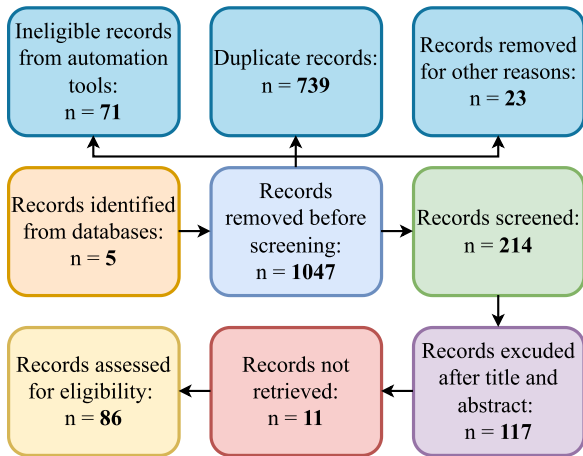 Ineligible records
from automation
tools:
n = 71
Duplicate records:
n = 739
Records removed
for other reasons:
n = 23
Records identified
from databases:
n = 5
Records
removed before
screening:
n = 1047
Records screened:
n = 214
Records assessed
for eligibility:
n = 86
Records not
retrieved:
n = 11
Records excuded
after title and
abstract:
n = 117